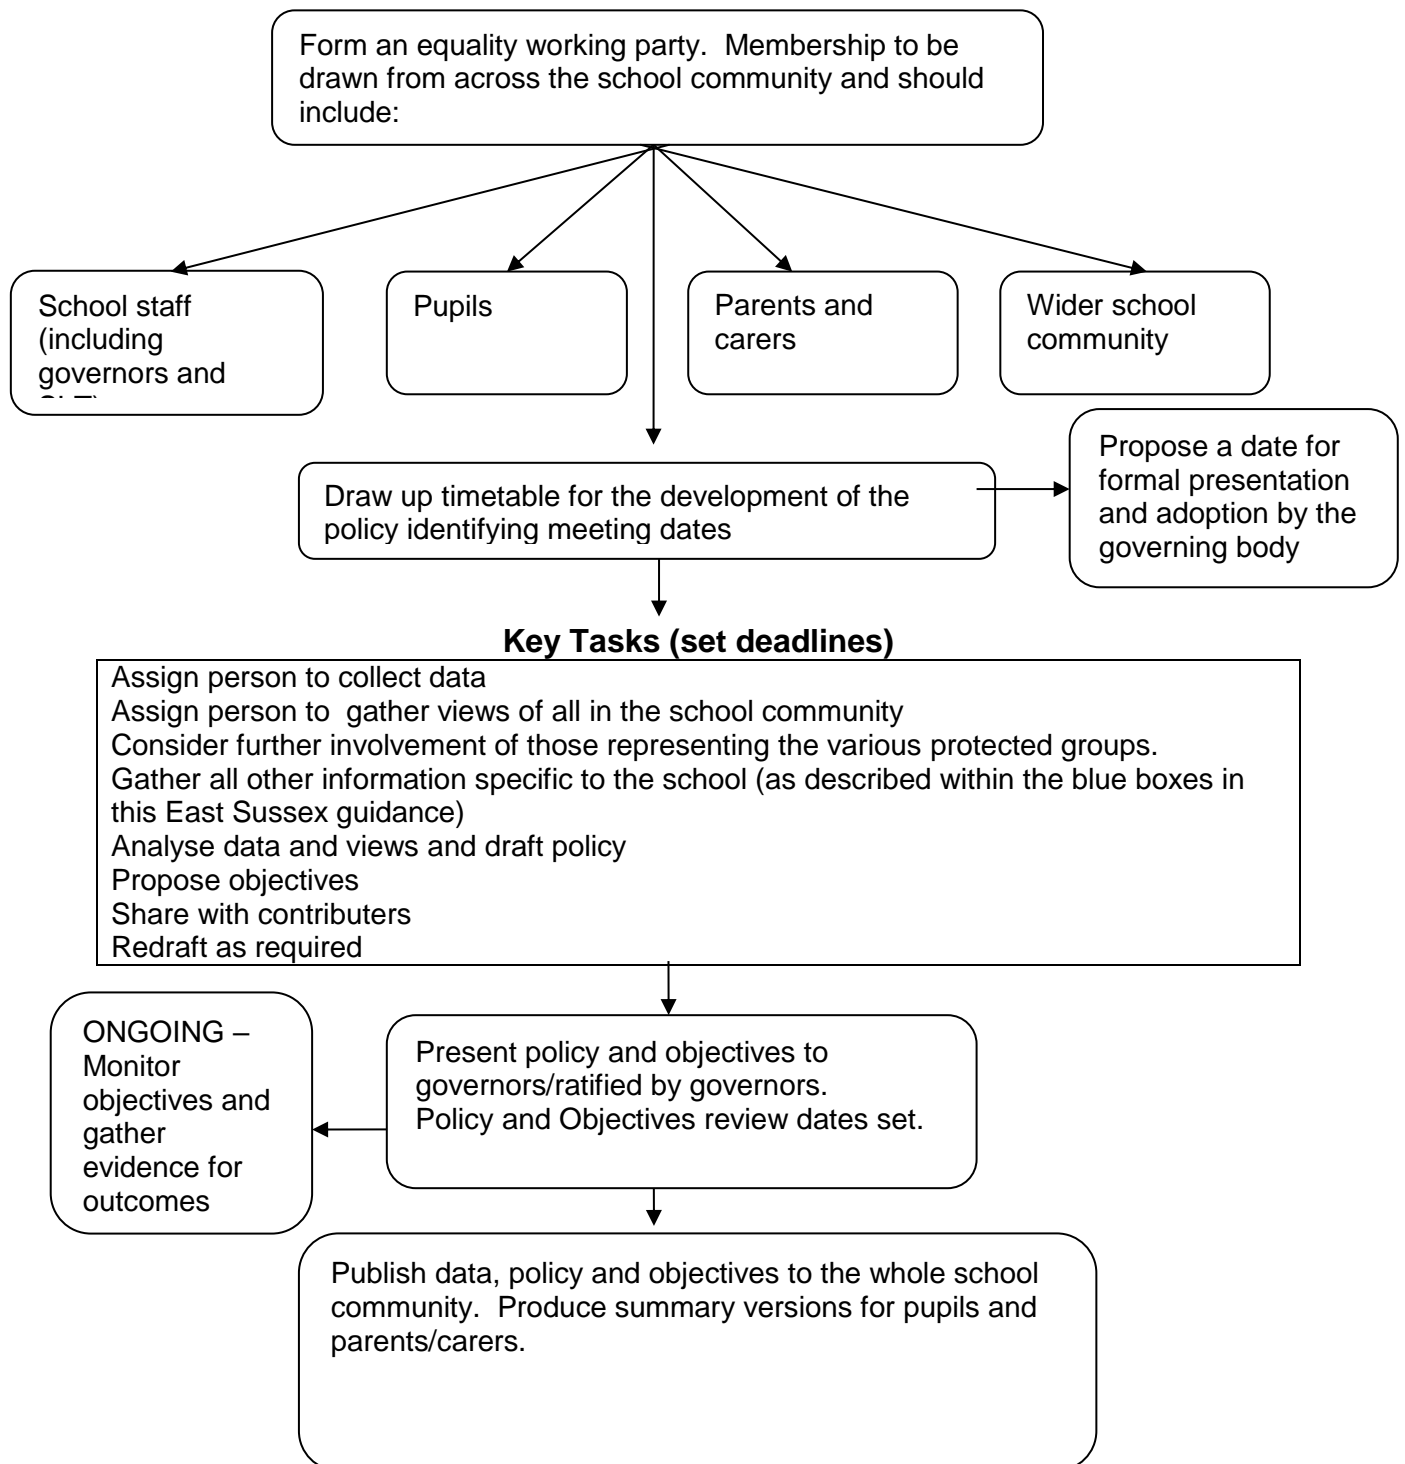 Form an equality working party.  Membership to be
drawn from across the school community and should
include:
School staff
(including
governors and
Pupils
Parents and
carers
Wider school
community
Propose a date for
formal presentation
and adoption by the
governing body
Draw up timetable for the development of the
policy identifying meeting dates
Key Tasks (set deadlines)
Assign person to collect data
Assign person to  gather views of all in the school community
Consider further involvement of those representing the various protected groups.
Gather all other information specific to the school (as described within the blue boxes in
this East Sussex guidance)
Analyse data and views and draft policy
Propose objectives
Share with contributers
Redraft as required
ONGOING –
Monitor
objectives and
gather
evidence for
outcomes
Present policy and objectives to
governors/ratified by governors.
Policy and Objectives review dates set.
Publish data, policy and objectives to the whole school
community.  Produce summary versions for pupils and
parents/carers.